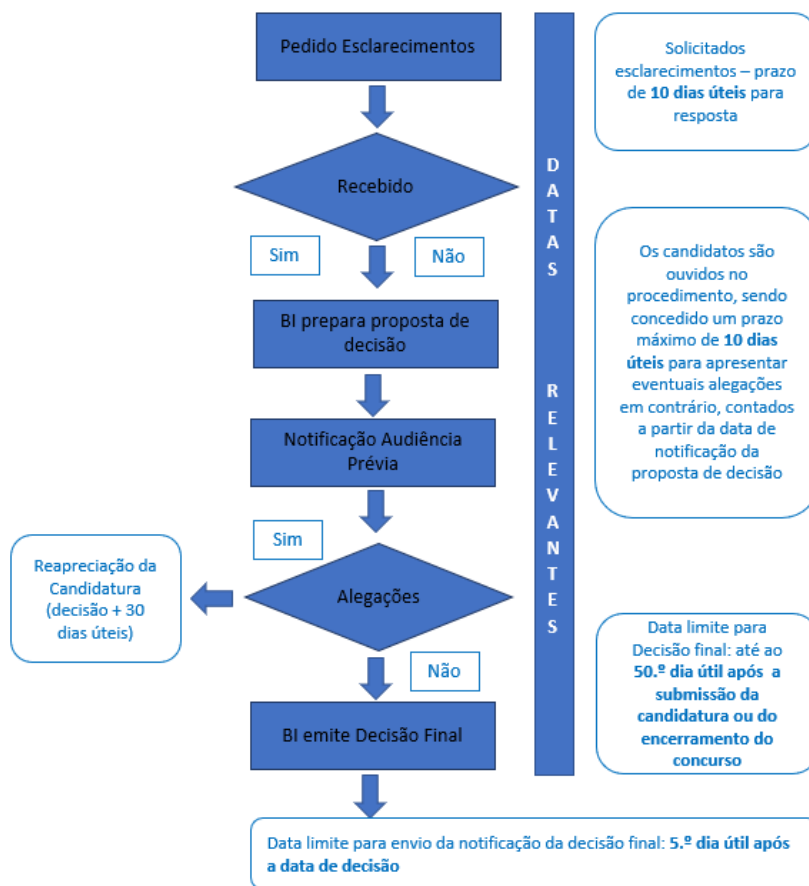 Pedido Esclarecimentos
Solicitados
esclarecimentos – prazo
de 10 dias úteis para
resposta
Recebido
Sim
Não
BI prepara proposta de
decisão
Notificação Audiência
Prévia
DATAS
RELEVANTES
Os candidatos são
ouvidos no
procedimento, sendo
concedido um prazo
máximo de 10 dias
úteis para apresentar
eventuais alegações
em contrário, contados
a partir da data de
notificação da
proposta de decisão
Sim
Reapreciação da
Candidatura
(decisão + 30
dias úteis)
Alegações
Não
BI emite Decisão Final
Data limite para
Decisão final: até ao
50.º dia útil após a
submissão da
candidatura ou do
encerramento do
concurso
Data limite para envio da notificação da decisão final: 5.º dia útil após
a data de decisão